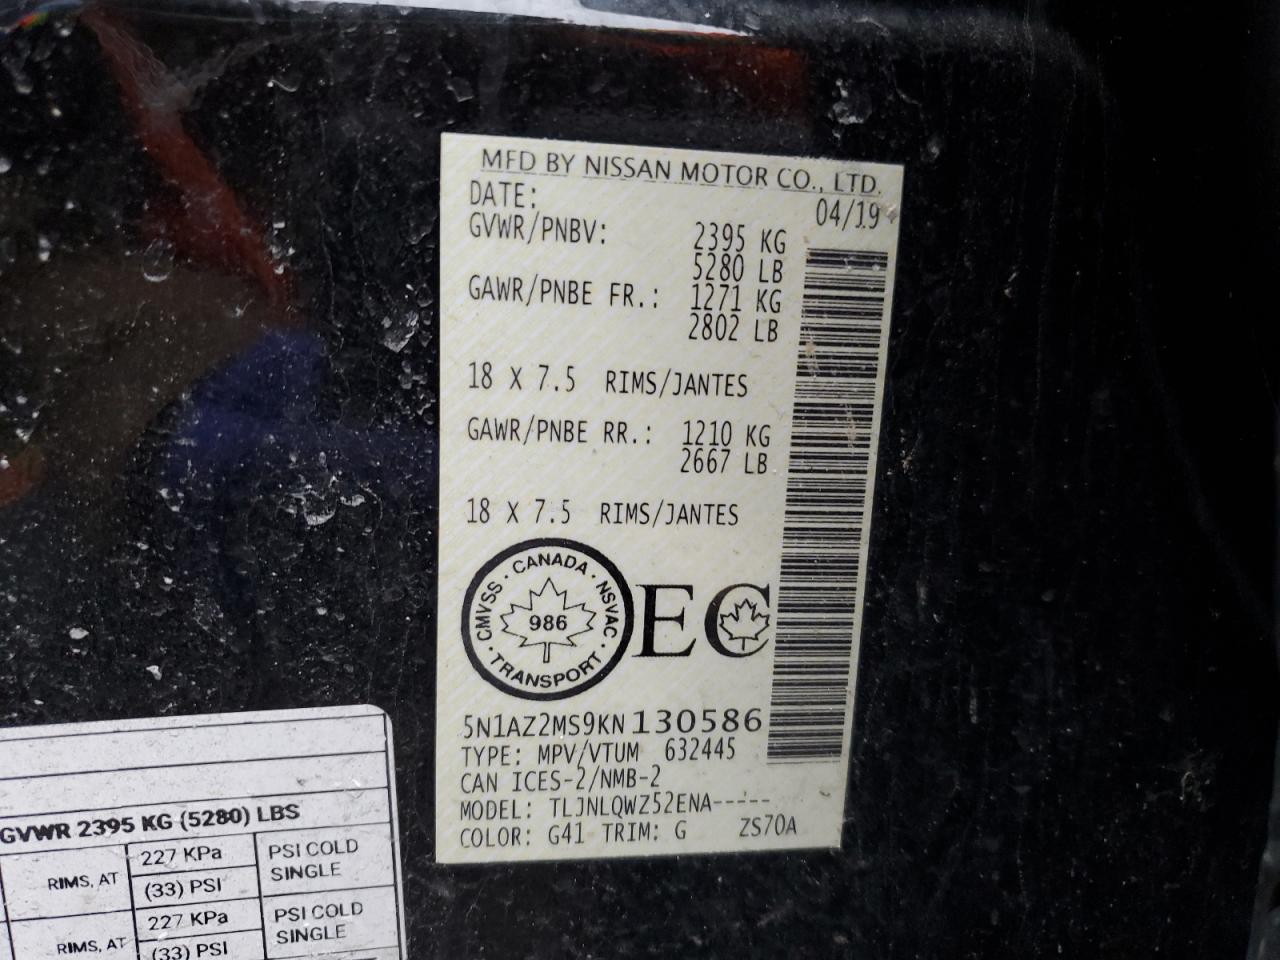 MFD BY NISSAN MOTOR CO., LTD.
DATE: 04/19
GVWR/PNBV: 2395 KG
5280 LB
GAWR/PNBE FR.: 1271 KG
2802 LB
18 X 7.5 RIMS/JANTES
GAWR/PNBE RR.: 1210 KG
2667 LB
18 X 7.5 RIMS/JANTES
CMVSS · CANADA · NSVAC · TRANSPORT ·
986
EC
5N1AZ2MS9KN130586
TYPE: MPV/VTUM 632445
CAN ICES-2/NMB-2
MODEL: TLJNLQWZ52ENA-----
COLOR: G41 TRIM: G ZS70A
GVWR 2395 KG (5280) LBS
RIMS, AT 227 KPa PSI COLD
(33) PSI SINGLE
RIMS, AT 227 KPa PSI COLD
(33) PSI SINGLE